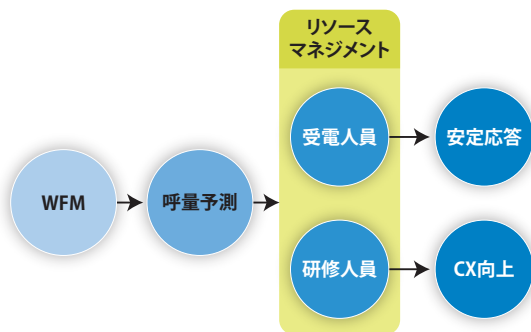 リソース
マネジメント
受電人員
安定応答
WFM
呼量予測
研修人員
CX向上